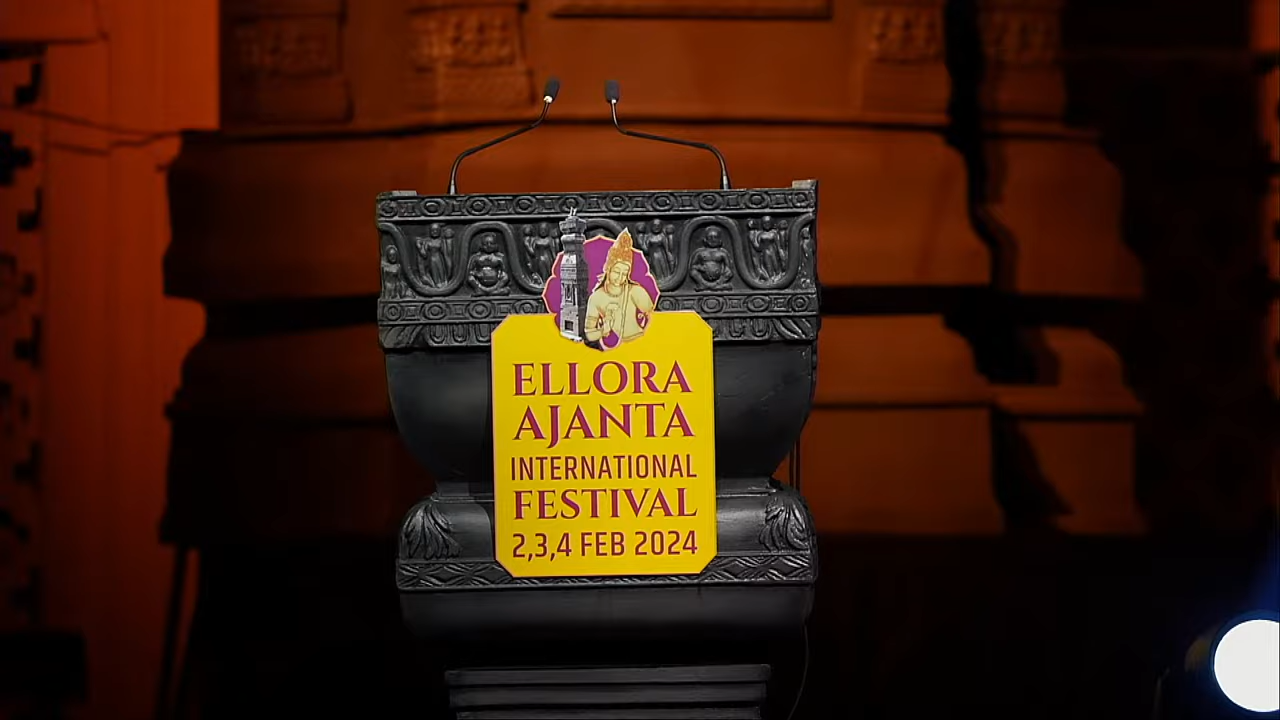 ELLORA
AJANTA
INTERNATIONAL
FESTIVAL
2,3,4 FEB 2024